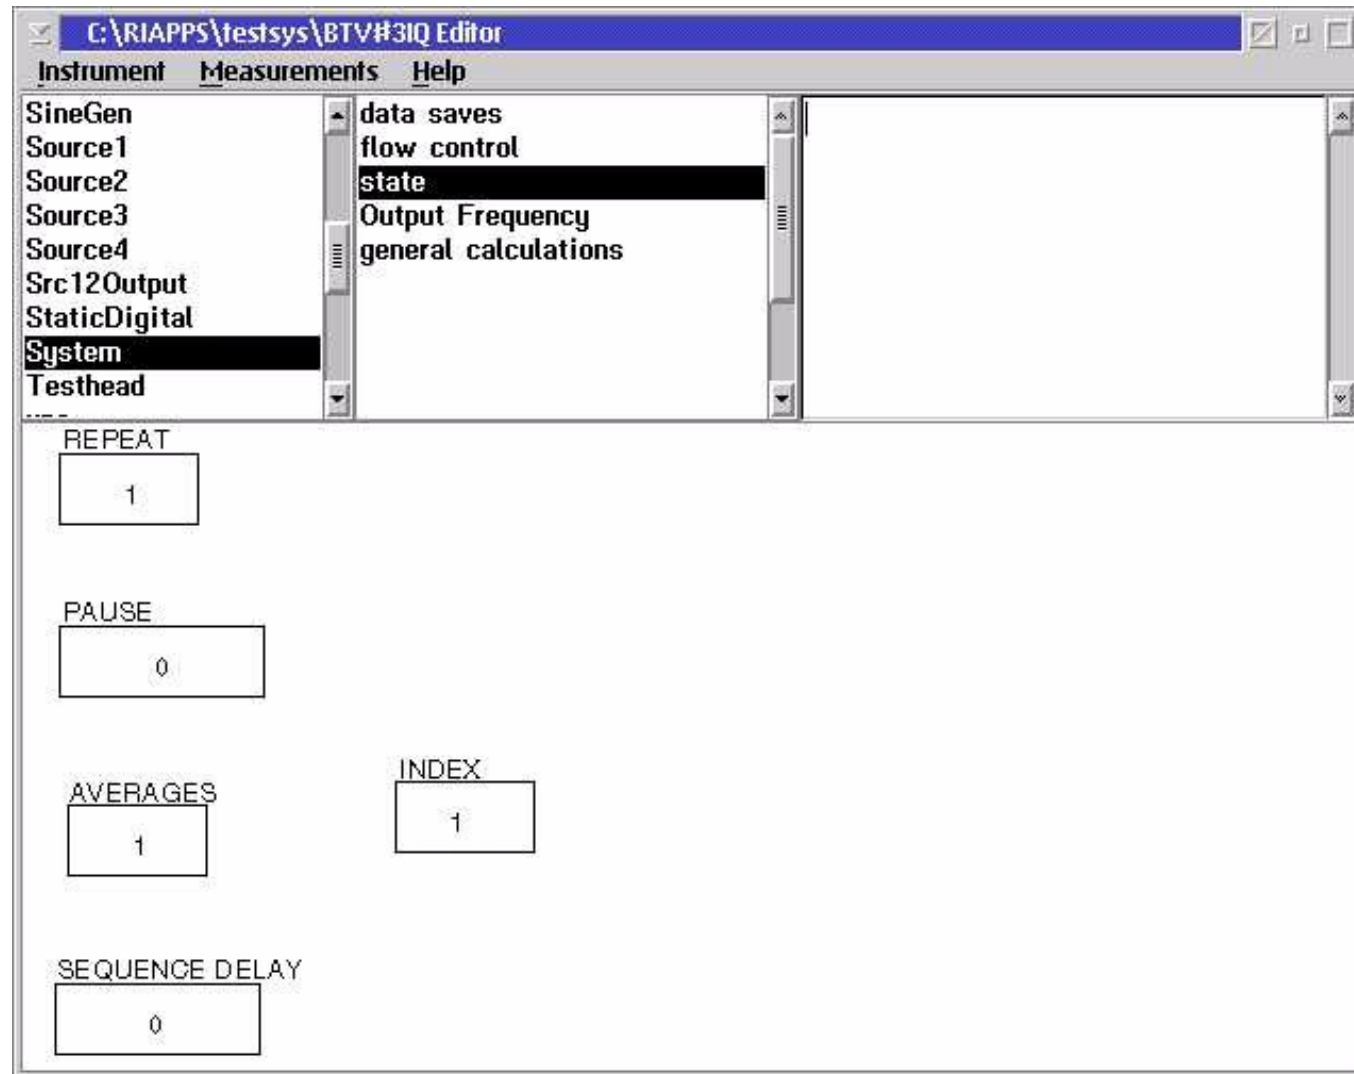 C:\RIAPPS\testsys\BTV#3IQ Editor
Instrument Measurements Help
SineGen
Source1
Source2
Source3
Source4
Src12Output
StaticDigital
System
Testhead
data saves
flow control
state
Output Frequency
general calculations
REPEAT
1
PAUSE
0
AVERAGES
1
INDEX
1
SEQUENCE DELAY
0